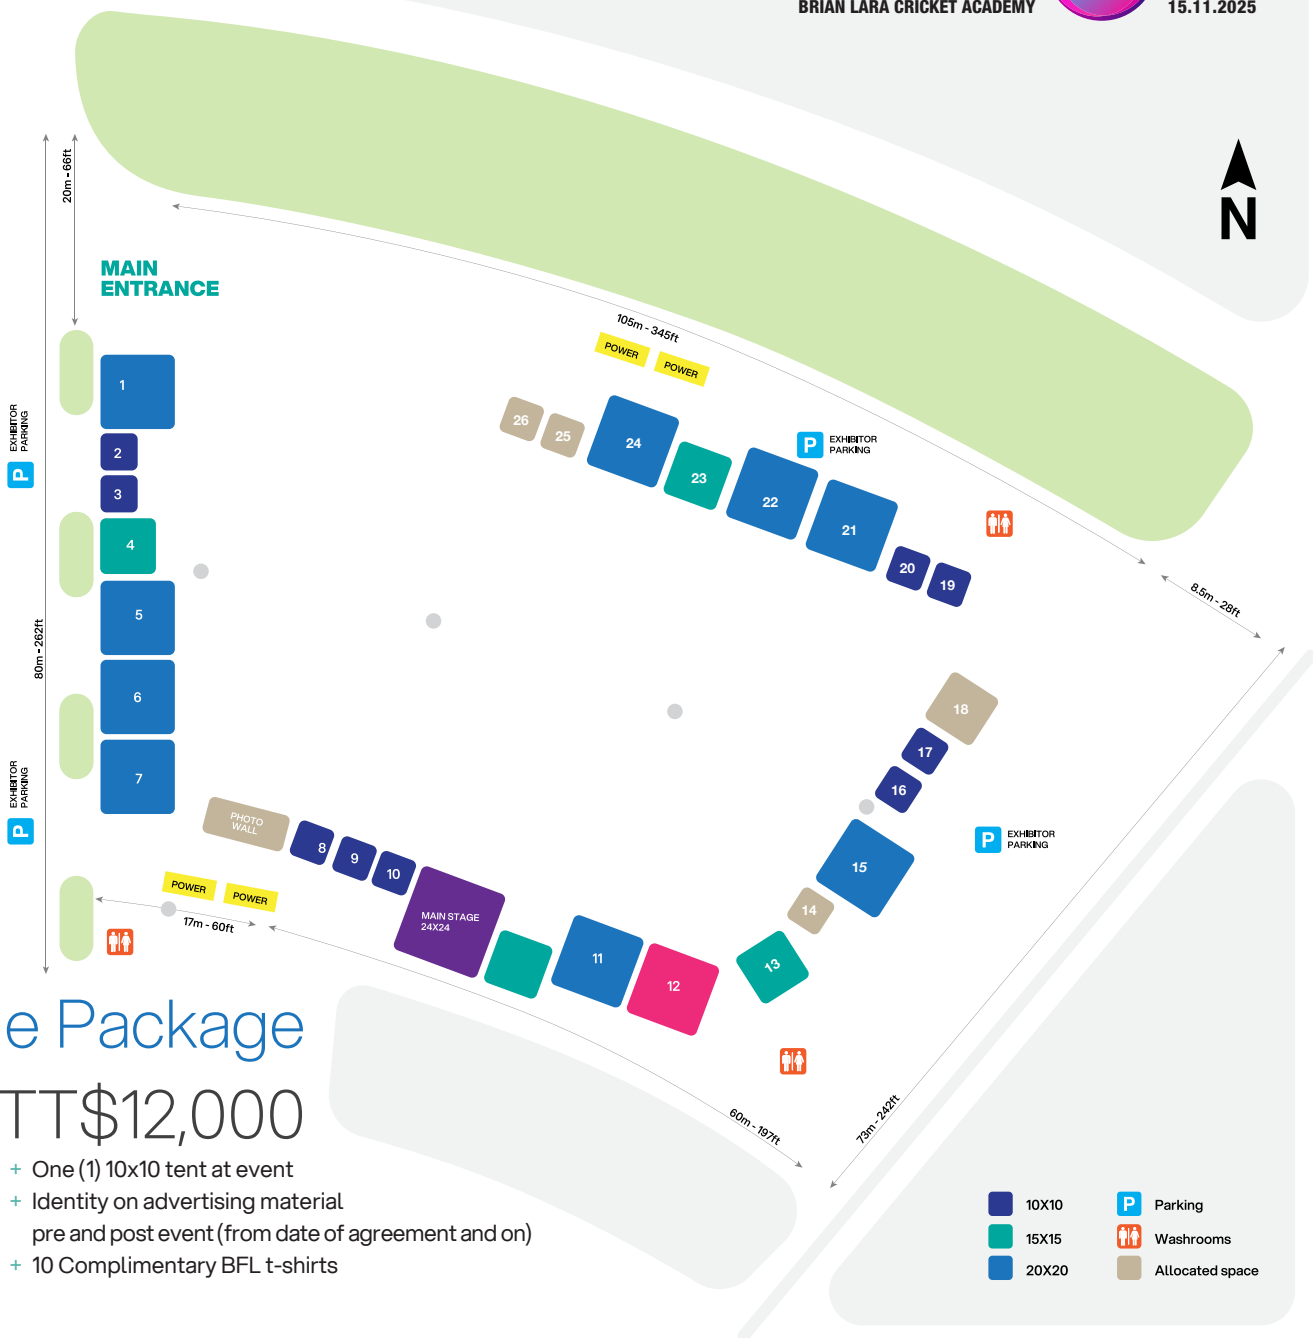 BRIAN LARA CRICKET ACADEMY
15.11.2025
N
20m - 66ft
MAIN
ENTRANCE
105m - 345ft
POWER
POWER
1
2
3
4
5
6
7
EXHIBITOR
PARKING
P
80m - 262ft
EXHIBITOR
PARKING
P
26
25
24
23
22
21
20
19
P
EXHIBITOR
PARKING
8.5m - 28ft
18
17
16
15
14
13
P
EXHIBITOR
PARKING
PHOTO
WALL
8
9
10
MAIN STAGE
24X24
11
12
POWER
POWER
17m - 60ft
60m - 197ft
73m - 242ft
e Package
TT$12,000
+ One (1) 10x10 tent at event
+ Identity on advertising material
pre and post event (from date of agreement and on)
+ 10 Complimentary BFL t-shirts
10X10
15X15
20X20
P Parking
Washrooms
Allocated space